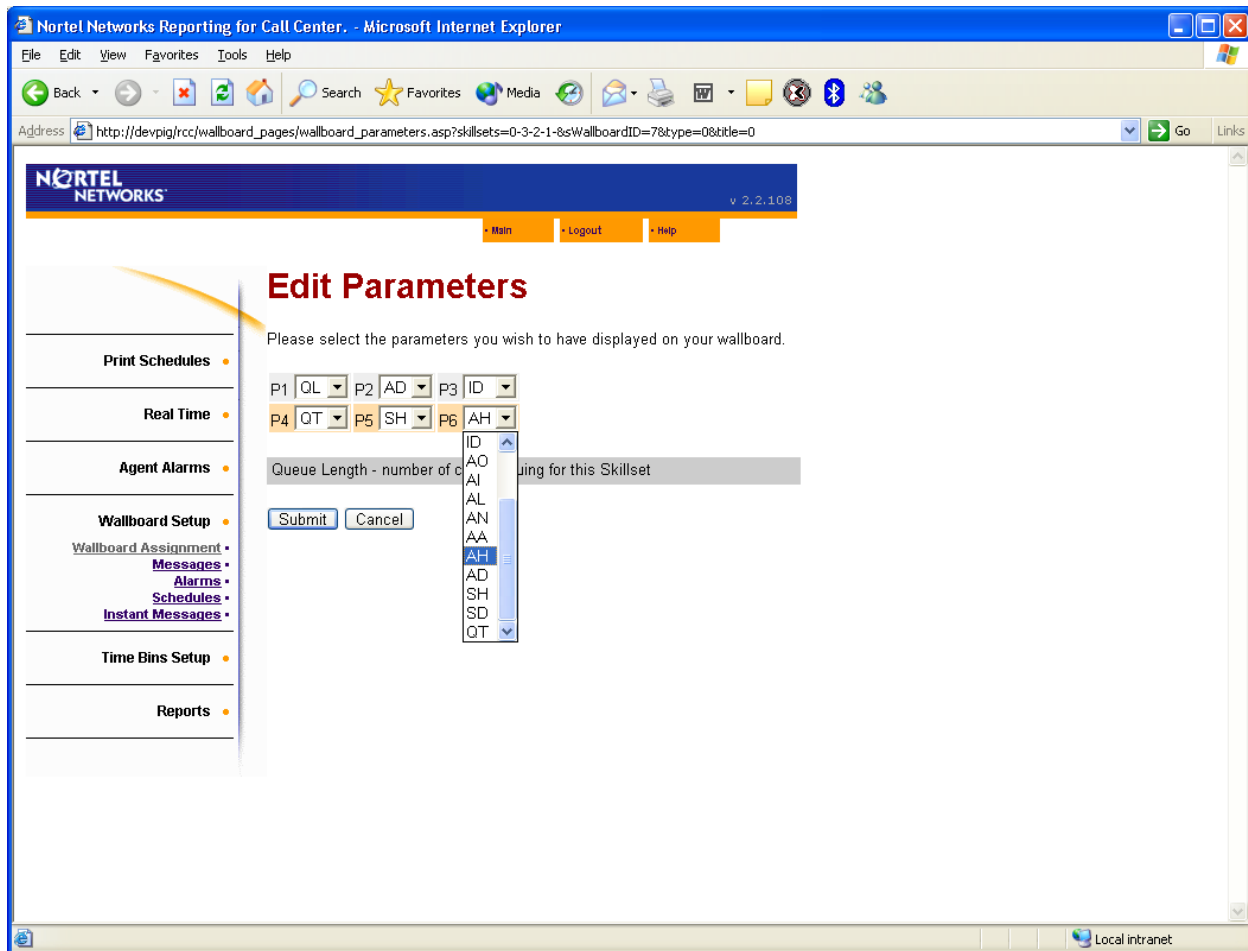 Nortel Networks Reporting for Call Center. - Microsoft Internet Explorer
File Edit View Favorites Tools Help
Back Search Favorites Media
Address http://devpig/rcc/wallboard_pages/wallboard_parameters.asp?skillsets=0-3-2-1-&sWallboardID=7&type=0&title=0 Go Links
NORTEL
NETWORKS
v 2.2.108
Main Logout Help
Edit Parameters
Please select the parameters you wish to have displayed on your wallboard.
P1 QL P2 AD P3 ID
P4 QT P5 SH P6 AH
ID
AO
AI
AL
AN
AA
AH
AD
SH
SD
QT
Queue Length - number of c uing for this Skillset
Submit Cancel
Print Schedules
Real Time
Agent Alarms
Wallboard Setup
Wallboard Assignment
Messages
Alarms
Schedules
Instant Messages
Time Bins Setup
Reports
Local intranet